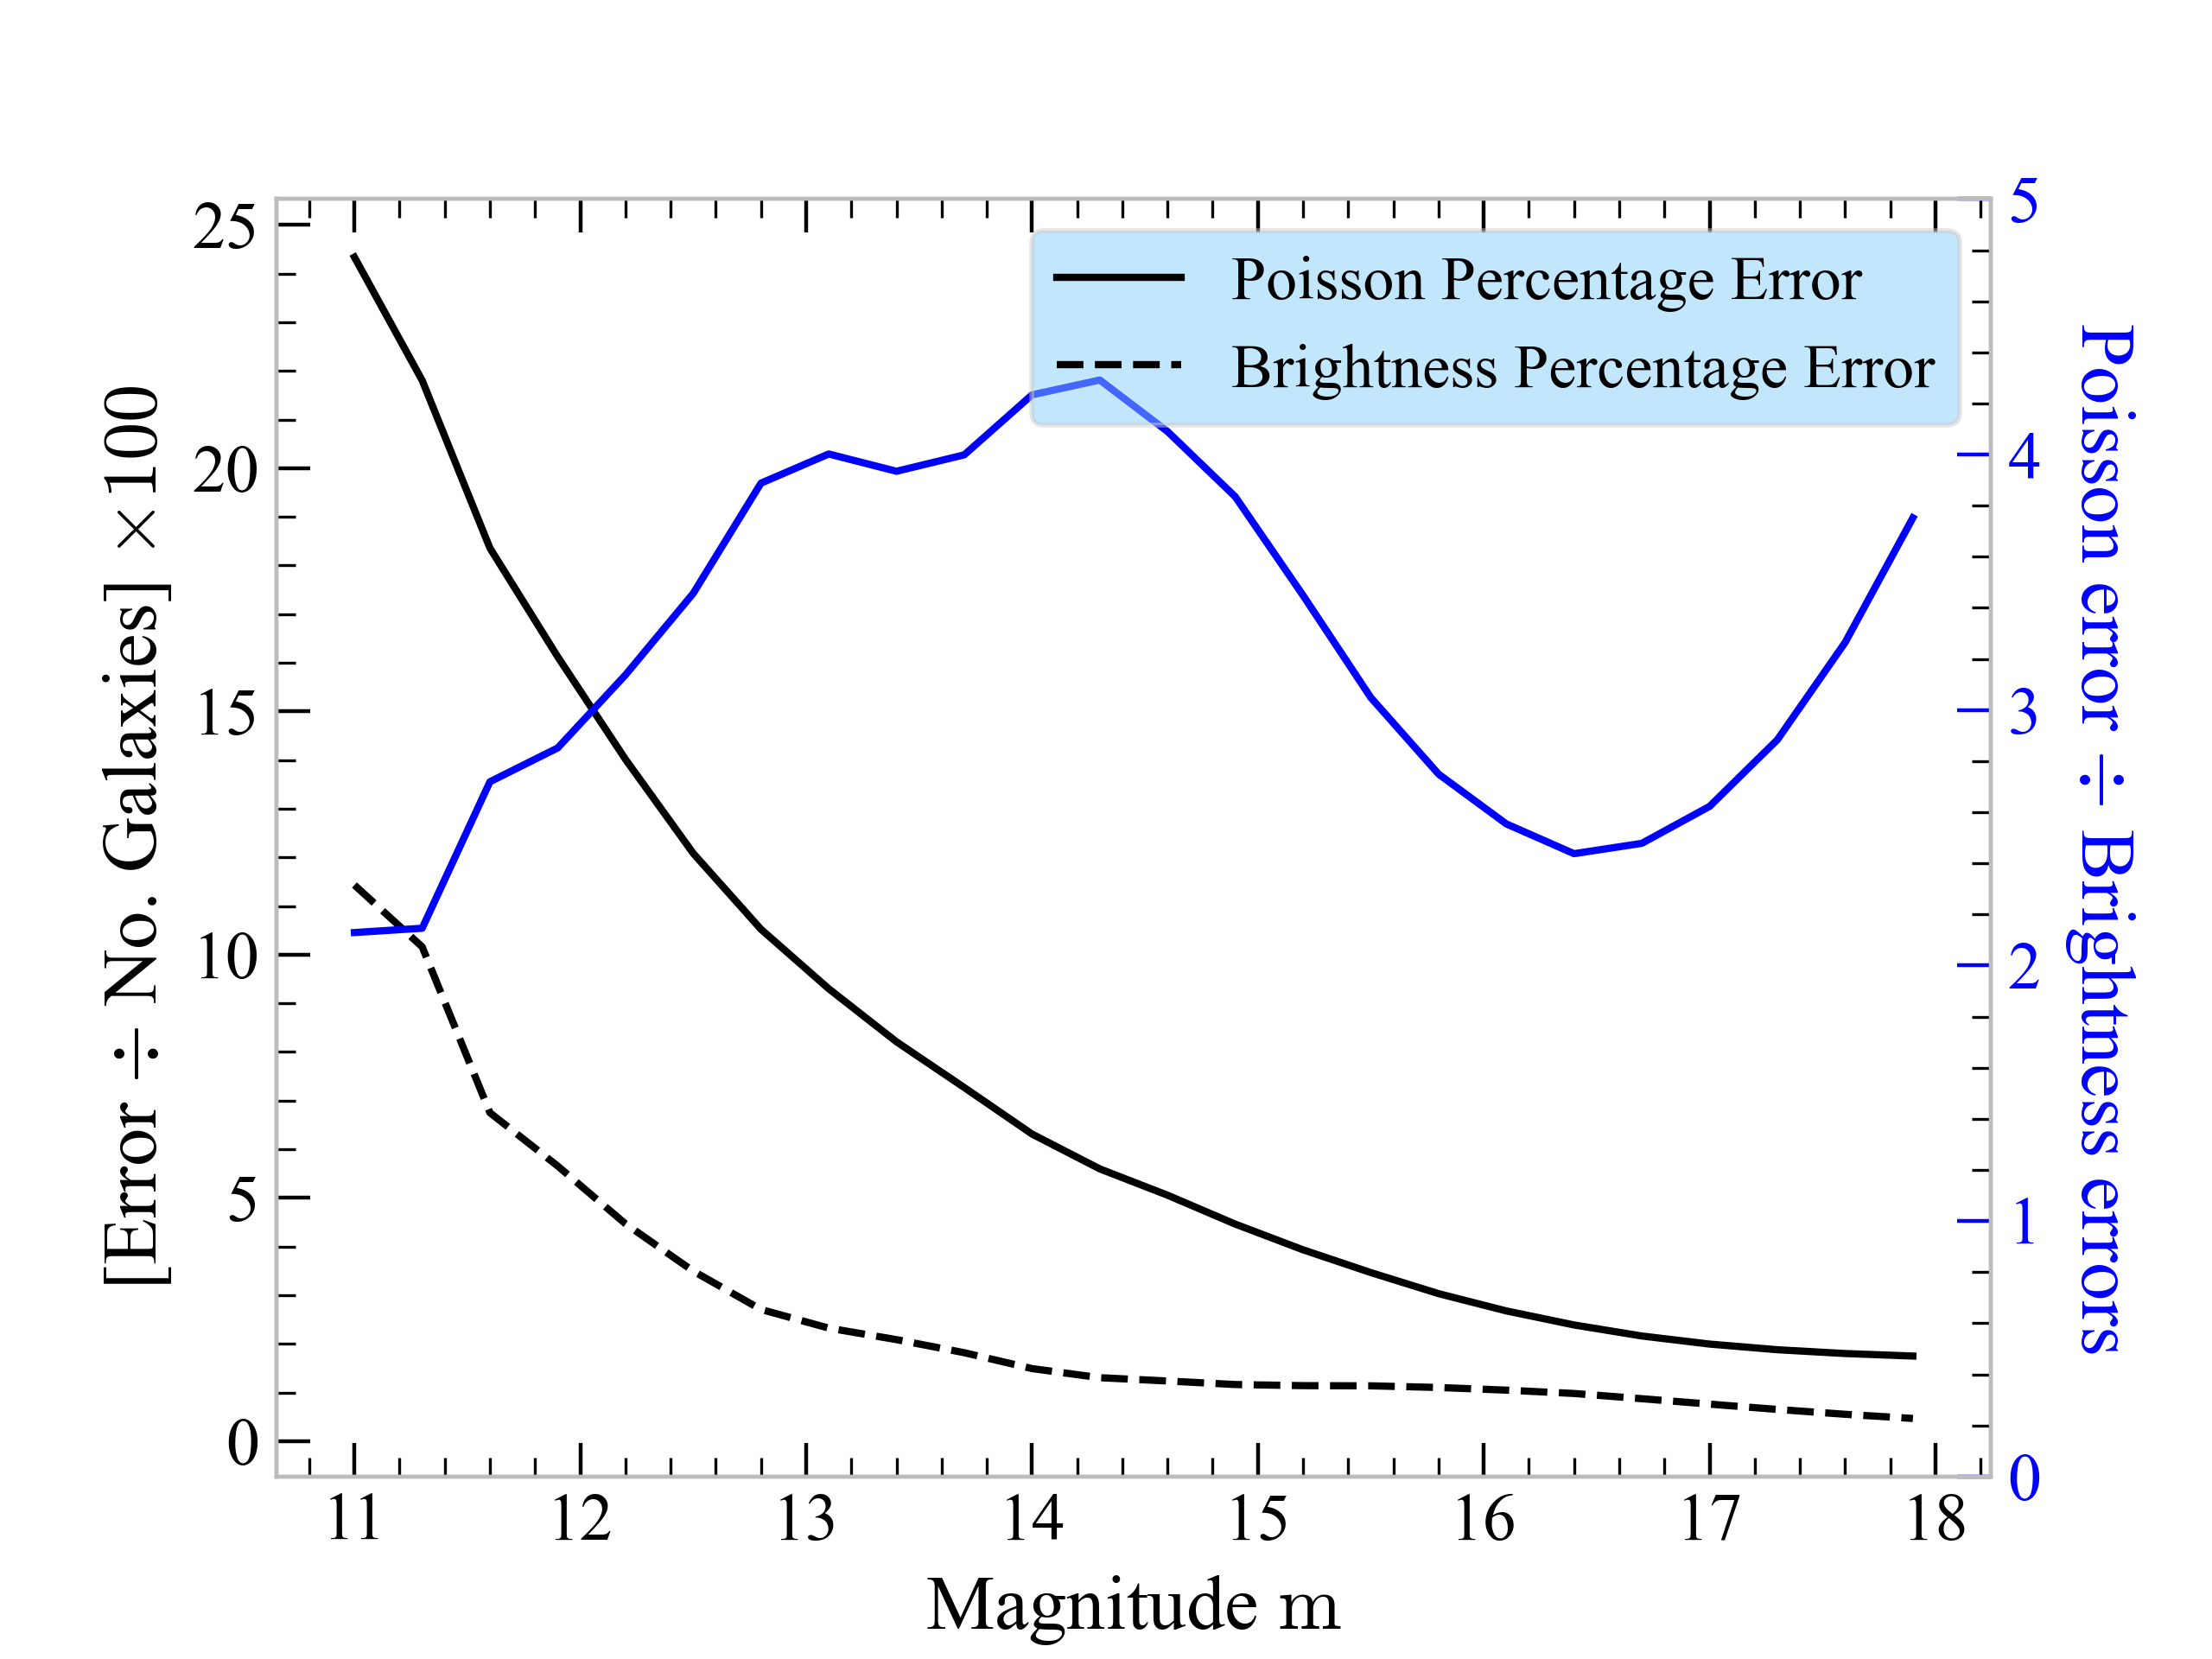 Poisson Percentage Error
Brightness Percentage Error
[Error ÷ No. Galaxies] ×100
25
20
15
10
5
0
5
4
3
2
1
0
Poisson error ÷ Brightness errors
11 12 13 14 15 16 17 18
Magnitude m